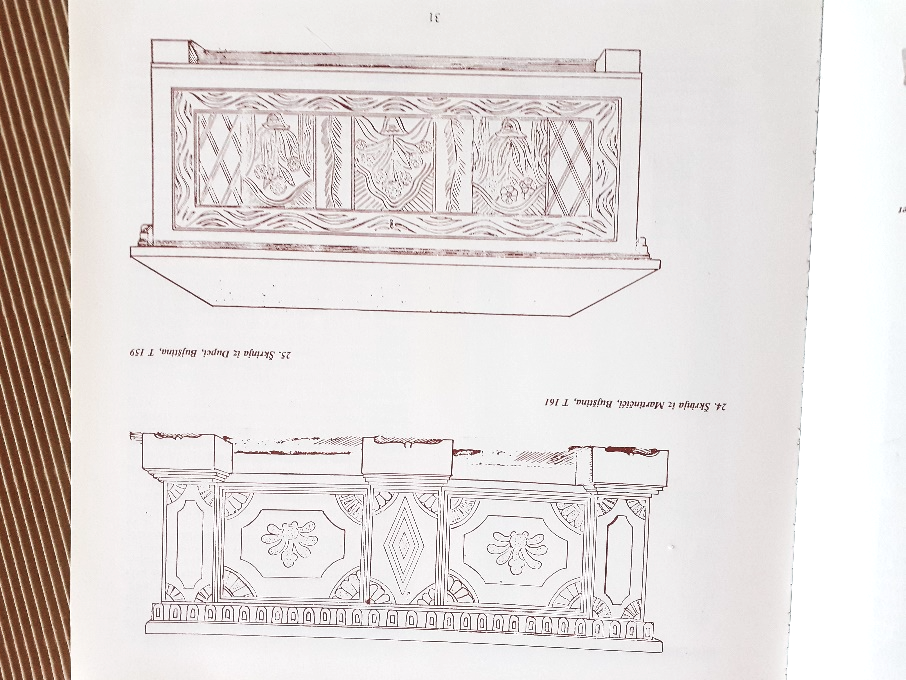 24. Škrinja iz Martinčići, Bujština, T 161
25. Škrinja iz Dupci, Bujština, T 159
31